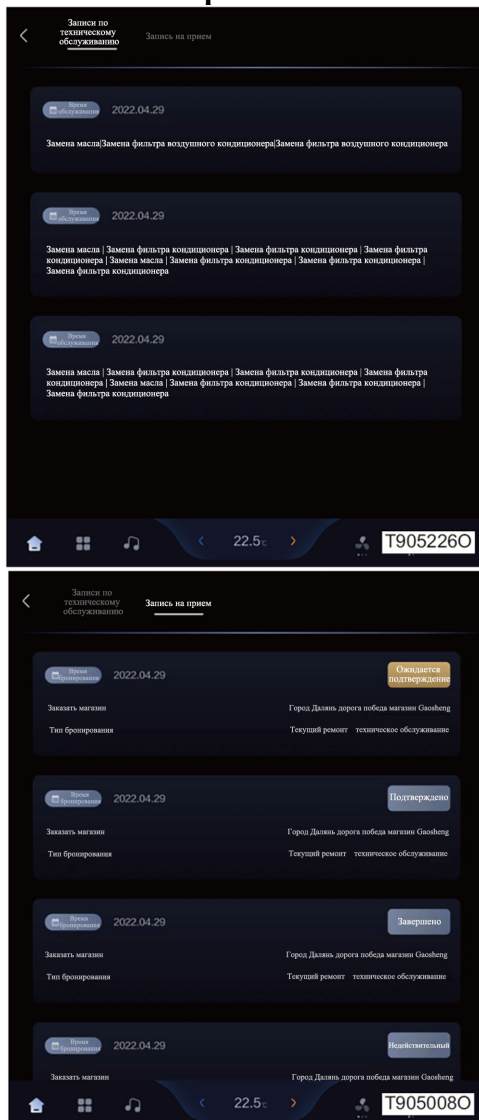 Записи по
техническому
обслуживанию
Запись на прием
Время
обслуживания
2022.04.29
Замена масла|Замена фильтра воздушного кондиционера|Замена фильтра воздушного кондиционера
Время
обслуживания
2022.04.29
Замена масла | Замена фильтра кондиционера | Замена фильтра кондиционера | Замена фильтра
кондиционера | Замена масла | Замена фильтра кондиционера | Замена фильтра кондиционера |
Замена фильтра кондиционера
Время
обслуживания
2022.04.29
Замена масла | Замена фильтра кондиционера | Замена фильтра кондиционера | Замена фильтра
кондиционера | Замена масла | Замена фильтра кондиционера | Замена фильтра кондиционера |
Замена фильтра кондиционера
22.5°c
T905226O
Записи по
техническому
обслуживанию
Запись на прием
Время
бронирования
2022.04.29
Ожидается
подтверждение
Заказать магазин
Город Далянь дорога победа магазин Gaosheng
Тип бронирования
Текущий ремонт техническое обслуживание
Время
бронирования
2022.04.29
Подтверждено
Заказать магазин
Город Далянь дорога победа магазин Gaosheng
Тип бронирования
Текущий ремонт техническое обслуживание
Время
бронирования
2022.04.29
Завершено
Заказать магазин
Город Далянь дорога победа магазин Gaosheng
Тип бронирования
Текущий ремонт техническое обслуживание
Время
бронирования
2022.04.29
Недействительный
Заказать магазин
Город Далянь дорога победа магазин Gaosheng
22.5°c
T905008O